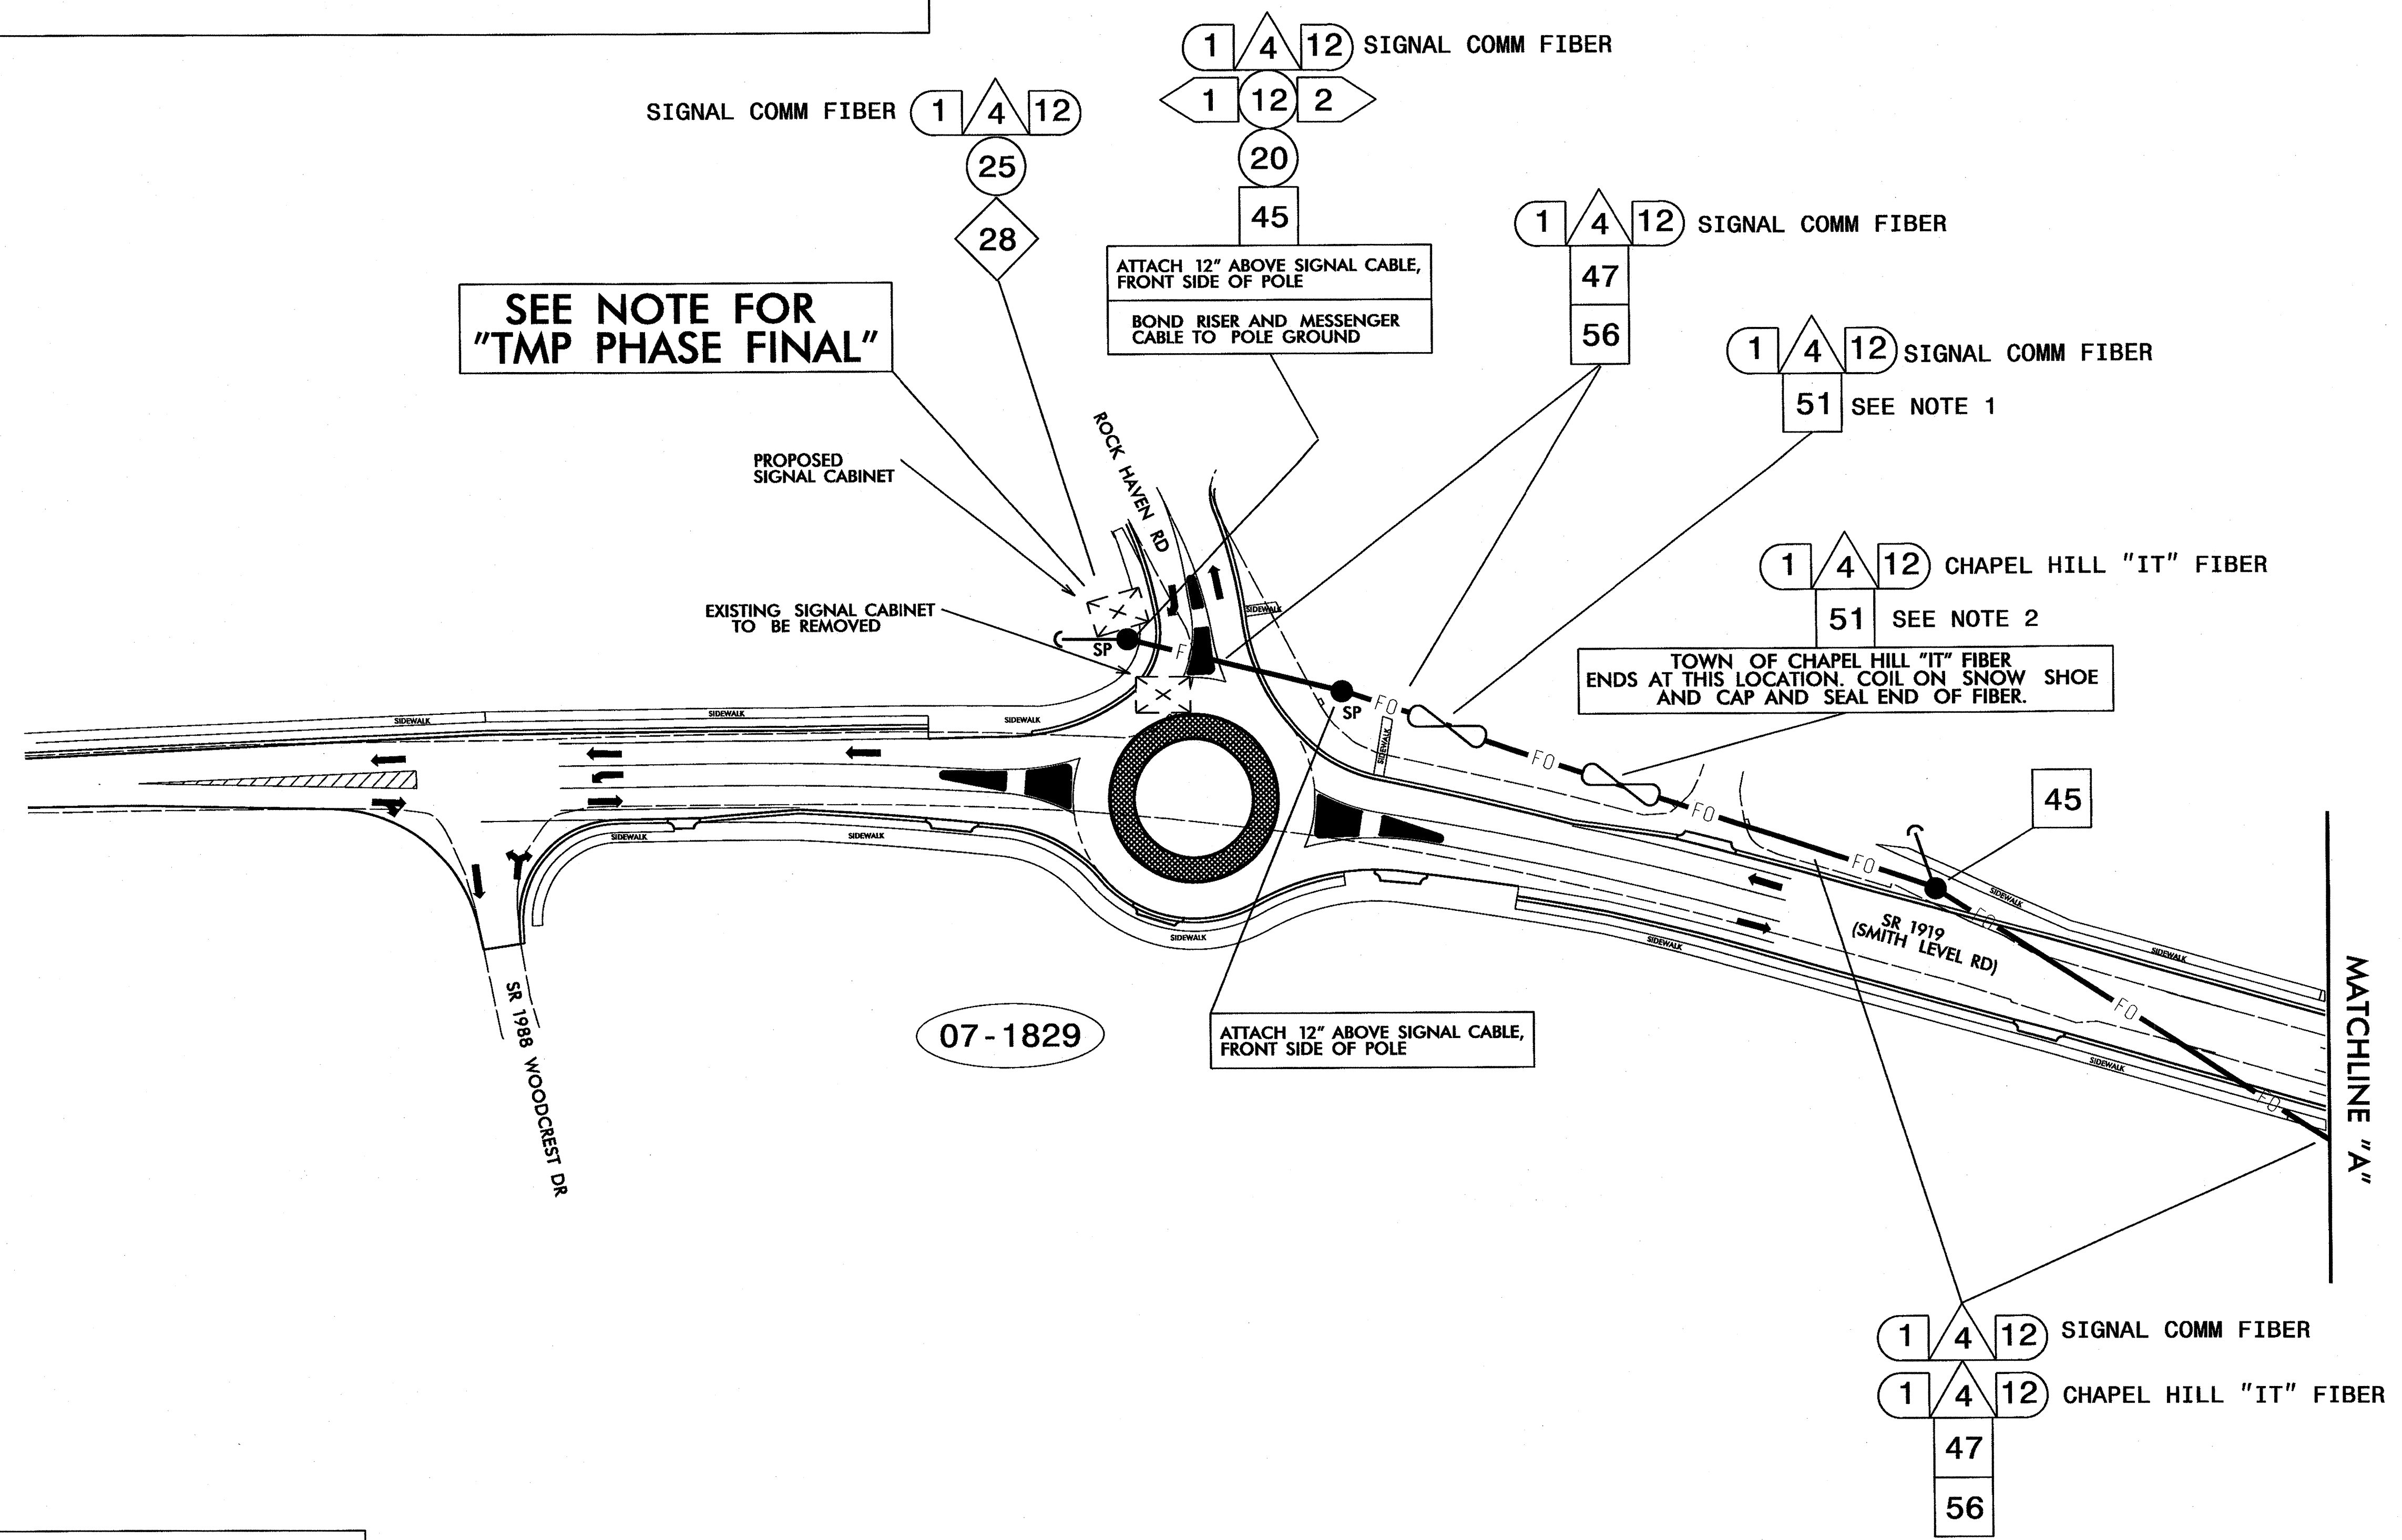 1 4 12 SIGNAL COMM FIBER
1 12 2
20
45
ATTACH 12" ABOVE SIGNAL CABLE,
FRONT SIDE OF POLE
BOND RISER AND MESSENGER
CABLE TO POLE GROUND
SIGNAL COMM FIBER 1 4 12
25
28
SEE NOTE FOR
"TMP PHASE FINAL"
1 4 12 SIGNAL COMM FIBER
47
56
1 4 12 SIGNAL COMM FIBER
51 SEE NOTE 1
PROPOSED
SIGNAL CABINET
ROCK HAVEN RD
EXISTING SIGNAL CABINET
TO BE REMOVED
1 4 12 CHAPEL HILL "IT" FIBER
51 SEE NOTE 2
TOWN OF CHAPEL HILL "IT" FIBER
ENDS AT THIS LOCATION. COIL ON SNOW SHOE
AND CAP AND SEAL END OF FIBER.
SIDEWALK
SP
F
SP
FO
SIDEWALK
SIDEWALK
SIDEWALK
SIDEWALK
FO
FO
45
FO
FO
SIDEWALK
SIDEWALK
SIDEWALK
SIDEWALK
SIDEWALK
SR 1919
(SMITH LEVEL RD)
SIDEWALK
SIDEWALK
FO
FO
SIDEWALK
MATCHLINE "A"
SR 1988 WOODCREST DR
07-1829
ATTACH 12" ABOVE SIGNAL CABLE,
FRONT SIDE OF POLE
1 4 12 SIGNAL COMM FIBER
1 4 12 CHAPEL HILL "IT" FIBER
47
56